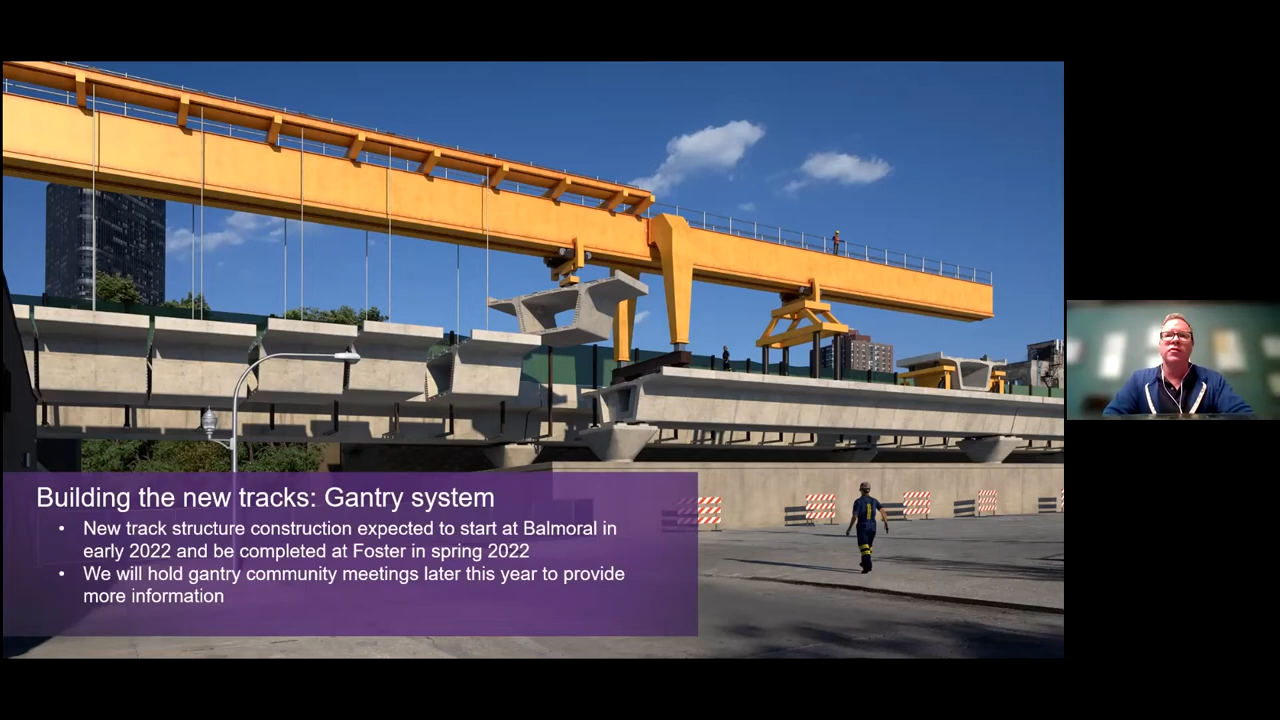 Building the new tracks: Gantry system
• New track structure construction expected to start at Balmoral in
early 2022 and be completed at Foster in spring 2022
• We will hold gantry community meetings later this year to provide
more information